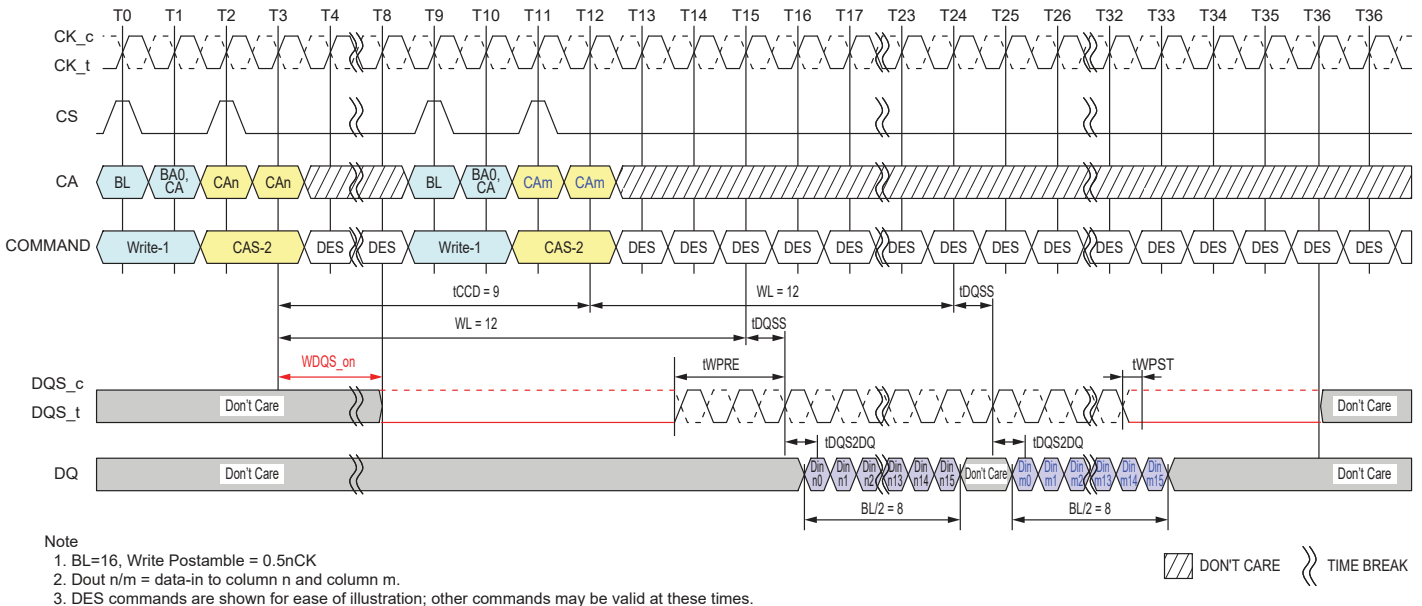 T0 T1 T2 T3 T4 T8 T9 T10 T11 T12 T13 T14 T15 T16 T17 T23 T24 T25 T26 T32 T33 T34 T35 T36 T36
CK_c
CK_t
CS
CA BL BA0, CA CAn CAn BL BA0, CA CAm CAm
COMMAND Write-1 CAS-2 DES DES Write-1 CAS-2 DES DES DES DES DES DES DES DES DES DES DES DES DES DES DES
tCCD = 9 WL = 12 tDQSS
WL = 12 tDQSS
WDQS_on tWPRE tWPST
DQS_c
DQS_t
Don't Care Don't Care
tDQS2DQ tDQS2DQ
DQ Don't Care Din n0 Din n1 Din n2 Din n13 Din n14 Din n15 Don't Care Din m0 Din m1 Din m2 Din m13 Din m14 Din m15 Don't Care
BL/2 = 8 BL/2 = 8
Note
1. BL=16, Write Postamble = 0.5nCK
2. Dout n/m = data-in to column n and column m.
3. DES commands are shown for ease of illustration; other commands may be valid at these times.
DON'T CARE TIME BREAK